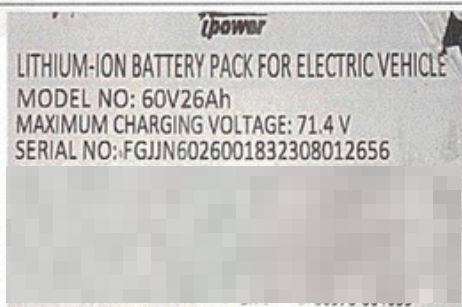 ipower
LITHIUM-ION BATTERY PACK FOR ELECTRIC VEHICLE
MODEL NO: 60V26Ah
MAXIMUM CHARGING VOLTAGE: 71.4 V
SERIAL NO: FGJJN6026001832308012656